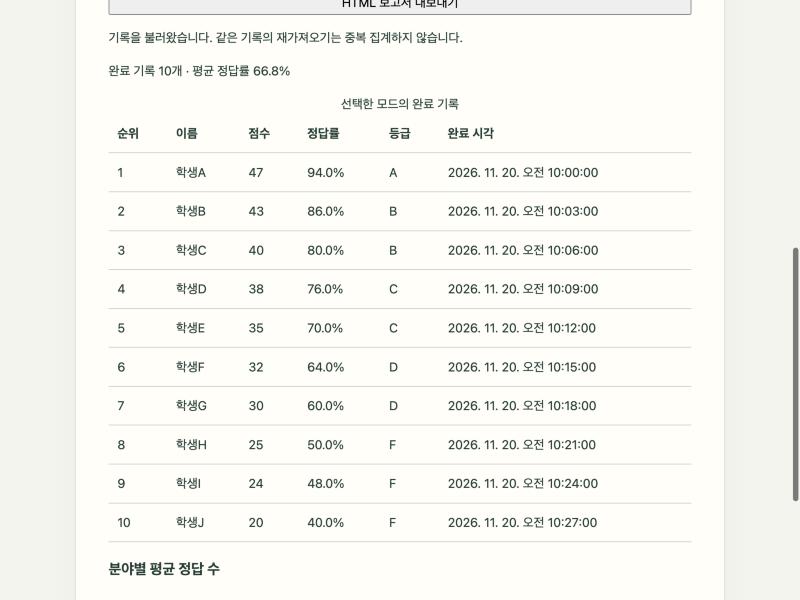 HTML 보고서 내보내기
기록을 불러왔습니다. 같은 기록의 재가져오기는 중복 집계하지 않습니다.
완료 기록 10개 · 평균 정답률 66.8%
선택한 모드의 완료 기록
순위 이름 점수 정답률 등급 완료 시각
1 학생A 47 94.0% A 2026. 11. 20. 오전 10:00:00
2 학생B 43 86.0% B 2026. 11. 20. 오전 10:03:00
3 학생C 40 80.0% B 2026. 11. 20. 오전 10:06:00
4 학생D 38 76.0% C 2026. 11. 20. 오전 10:09:00
5 학생E 35 70.0% C 2026. 11. 20. 오전 10:12:00
6 학생F 32 64.0% D 2026. 11. 20. 오전 10:15:00
7 학생G 30 60.0% D 2026. 11. 20. 오전 10:18:00
8 학생H 25 50.0% F 2026. 11. 20. 오전 10:21:00
9 학생I 24 48.0% F 2026. 11. 20. 오전 10:24:00
10 학생J 20 40.0% F 2026. 11. 20. 오전 10:27:00
분야별 평균 정답 수